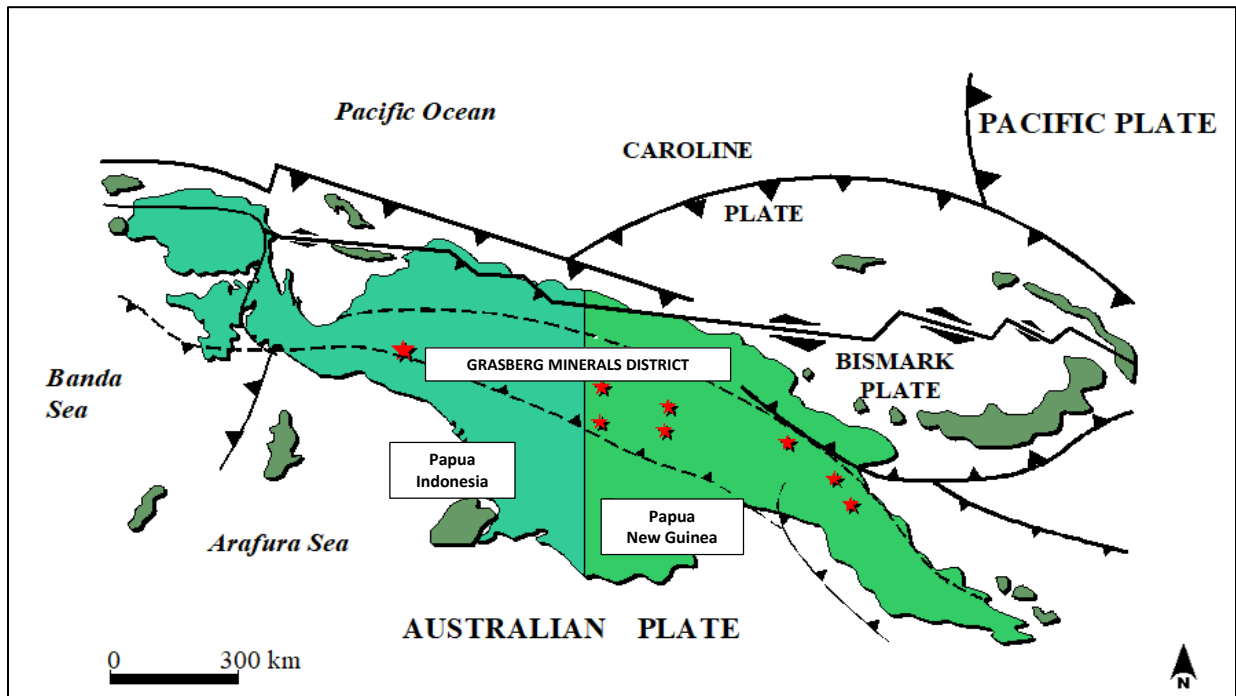 Pacific Ocean
PACIFIC PLATE
CAROLINE
PLATE
GRASBERG MINERALS DISTRICT
BISMARK
PLATE
Banda
Sea
Papua
Indonesia
Papua
New Guinea
Arafura Sea
AUSTRALIAN PLATE
0 300 km
N